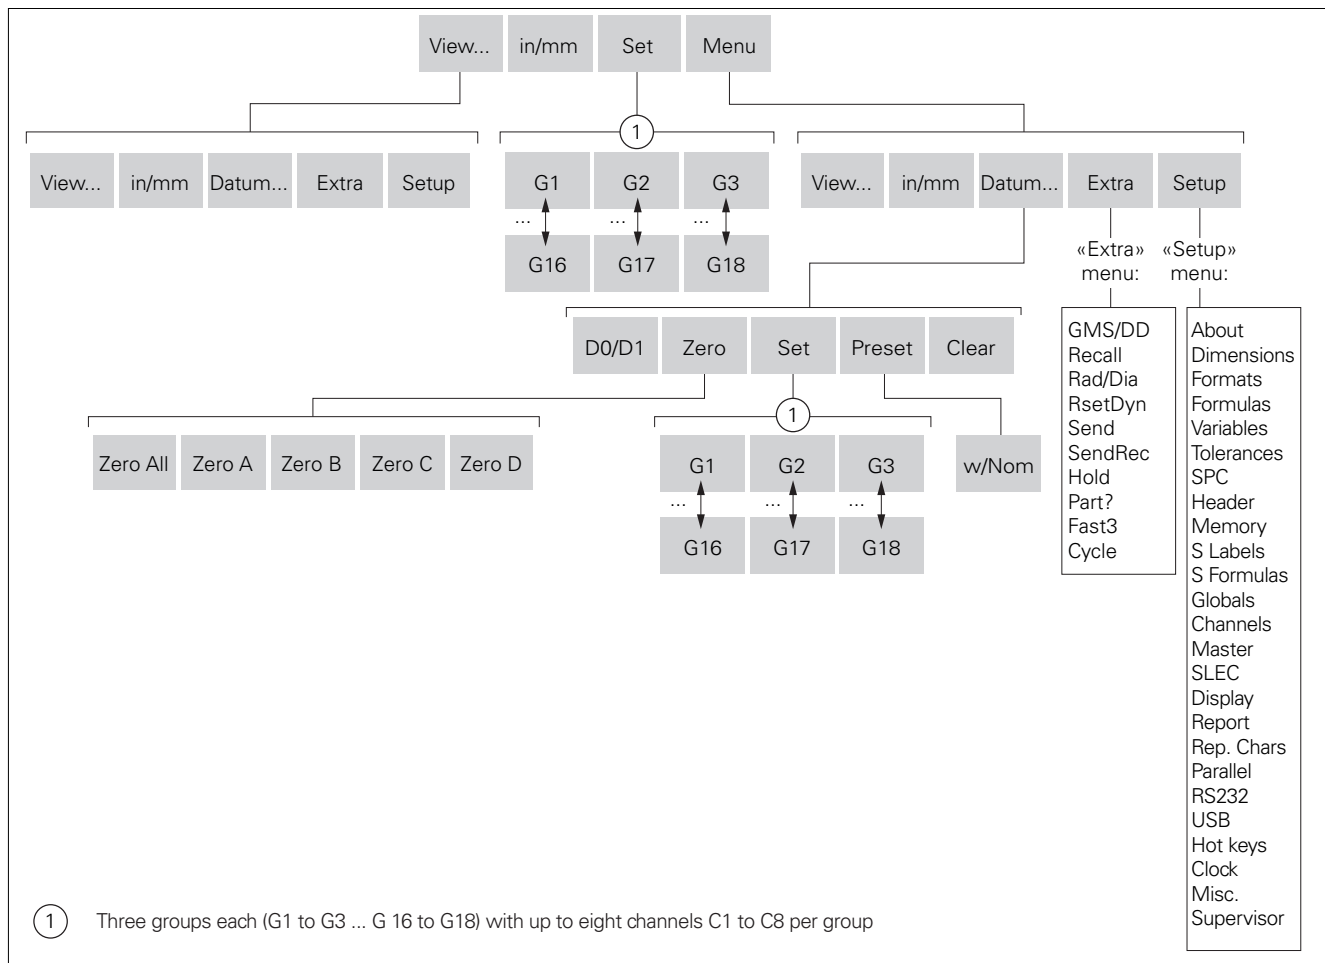 View... in/mm Set Menu
1
View... in/mm Datum... Extra Setup
G1 G2 G3
... ... ...
G16 G17 G18
View... in/mm Datum... Extra Setup
«Extra» menu:
«Setup» menu:
D0/D1 Zero Set Preset Clear
1
Zero All Zero A Zero B Zero C Zero D
G1 G2 G3
... ... ...
G16 G17 G18
w/Nom
GMS/DD
Recall
Rad/Dia
RsetDyn
Send
SendRec
Hold
Part?
Fast3
Cycle
About
Dimensions
Formats
Formulas
Variables
Tolerances
SPC
Header
Memory
S Labels
S Formulas
Globals
Channels
Master
SLEC
Display
Report
Rep. Chars
Parallel
RS232
USB
Hot keys
Clock
Misc.
Supervisor
1 Three groups each (G1 to G3 ... G 16 to G18) with up to eight channels C1 to C8 per group